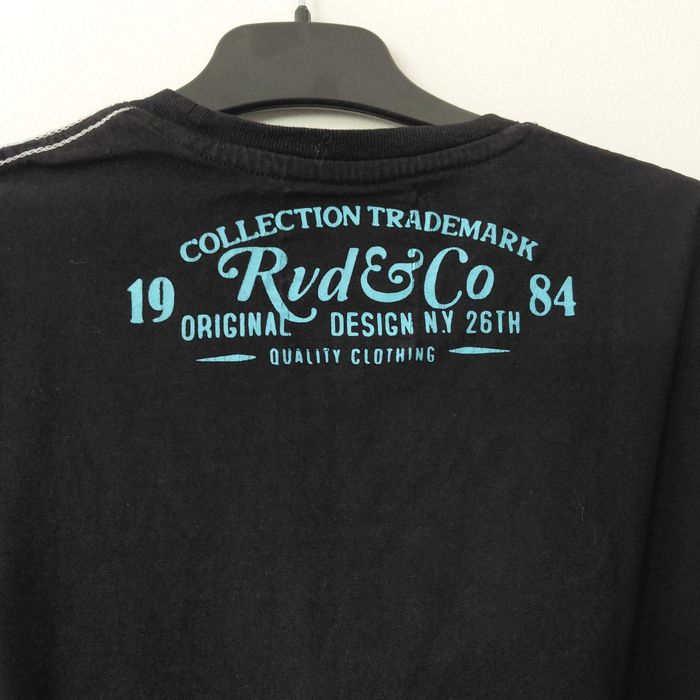 COLLECTION TRADEMARK
19 Rvd&Co 84
ORIGINAL DESIGN N.Y 26TH
QUALITY CLOTHING